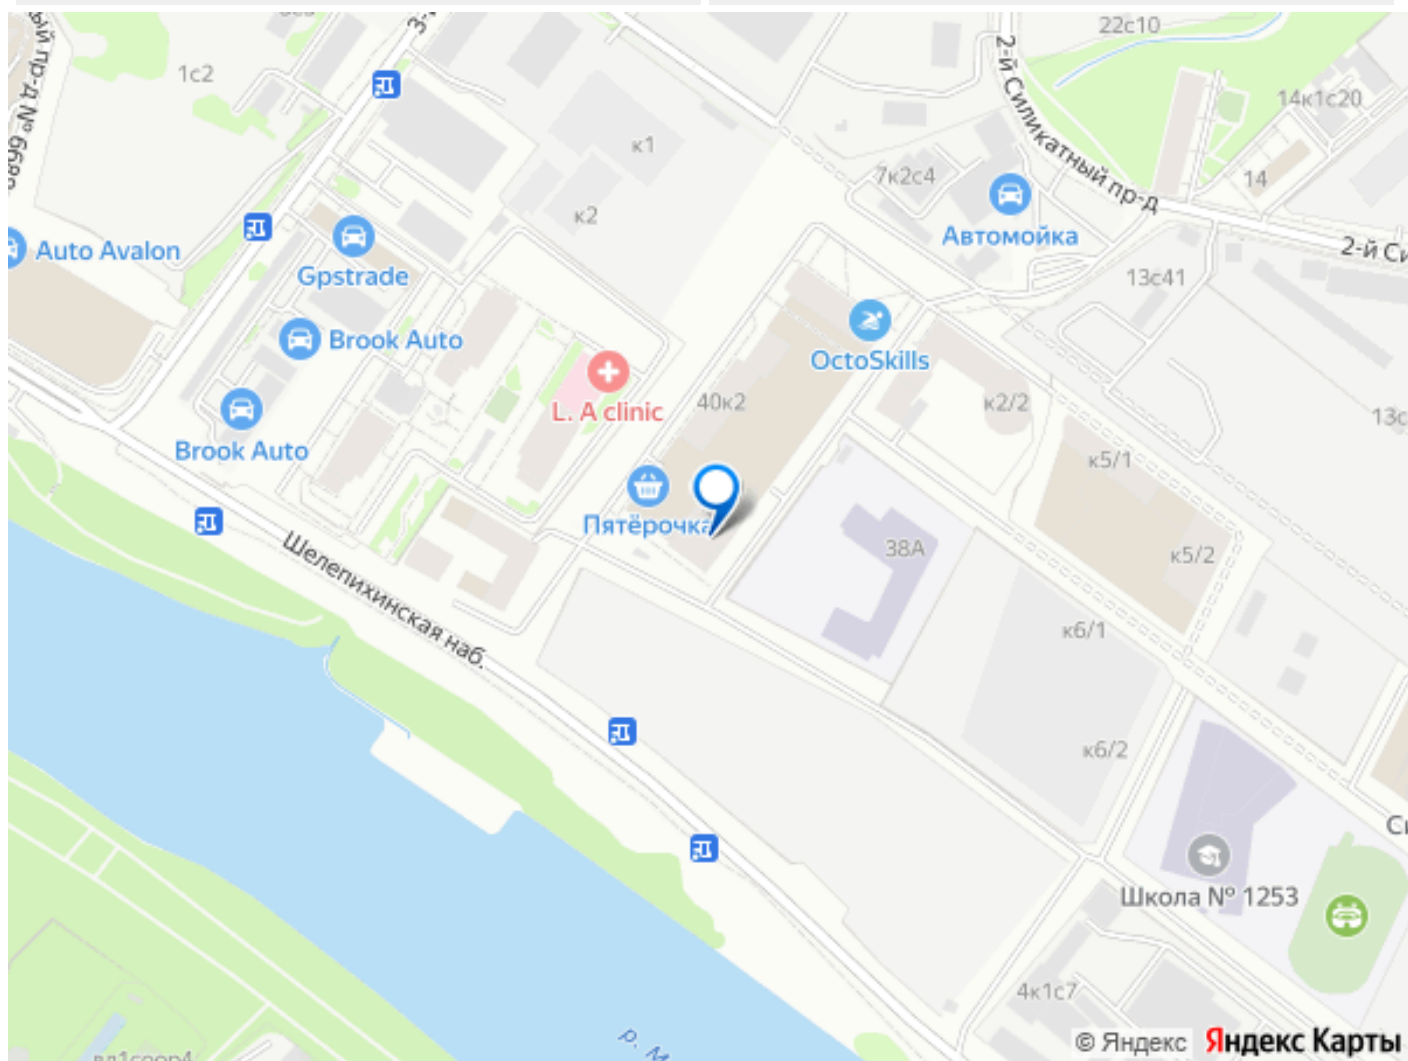 22с10
1с2
2-й Силикатный пр-д
14к1с20
к1
7к2с4
14
к2
Автомойка
2-й Си
Auto Avalon
Gpstrade
13с41
Brook Auto
OctoSkills
L. A clinic
40к2
к2/2
13с
Brook Auto
к5/1
Пятёрочка
38А
к5/2
Шелепихинская наб.
к6/1
к6/2
Школа № 1253
4к1с7
р. М
© Яндекс Яндекс Карты